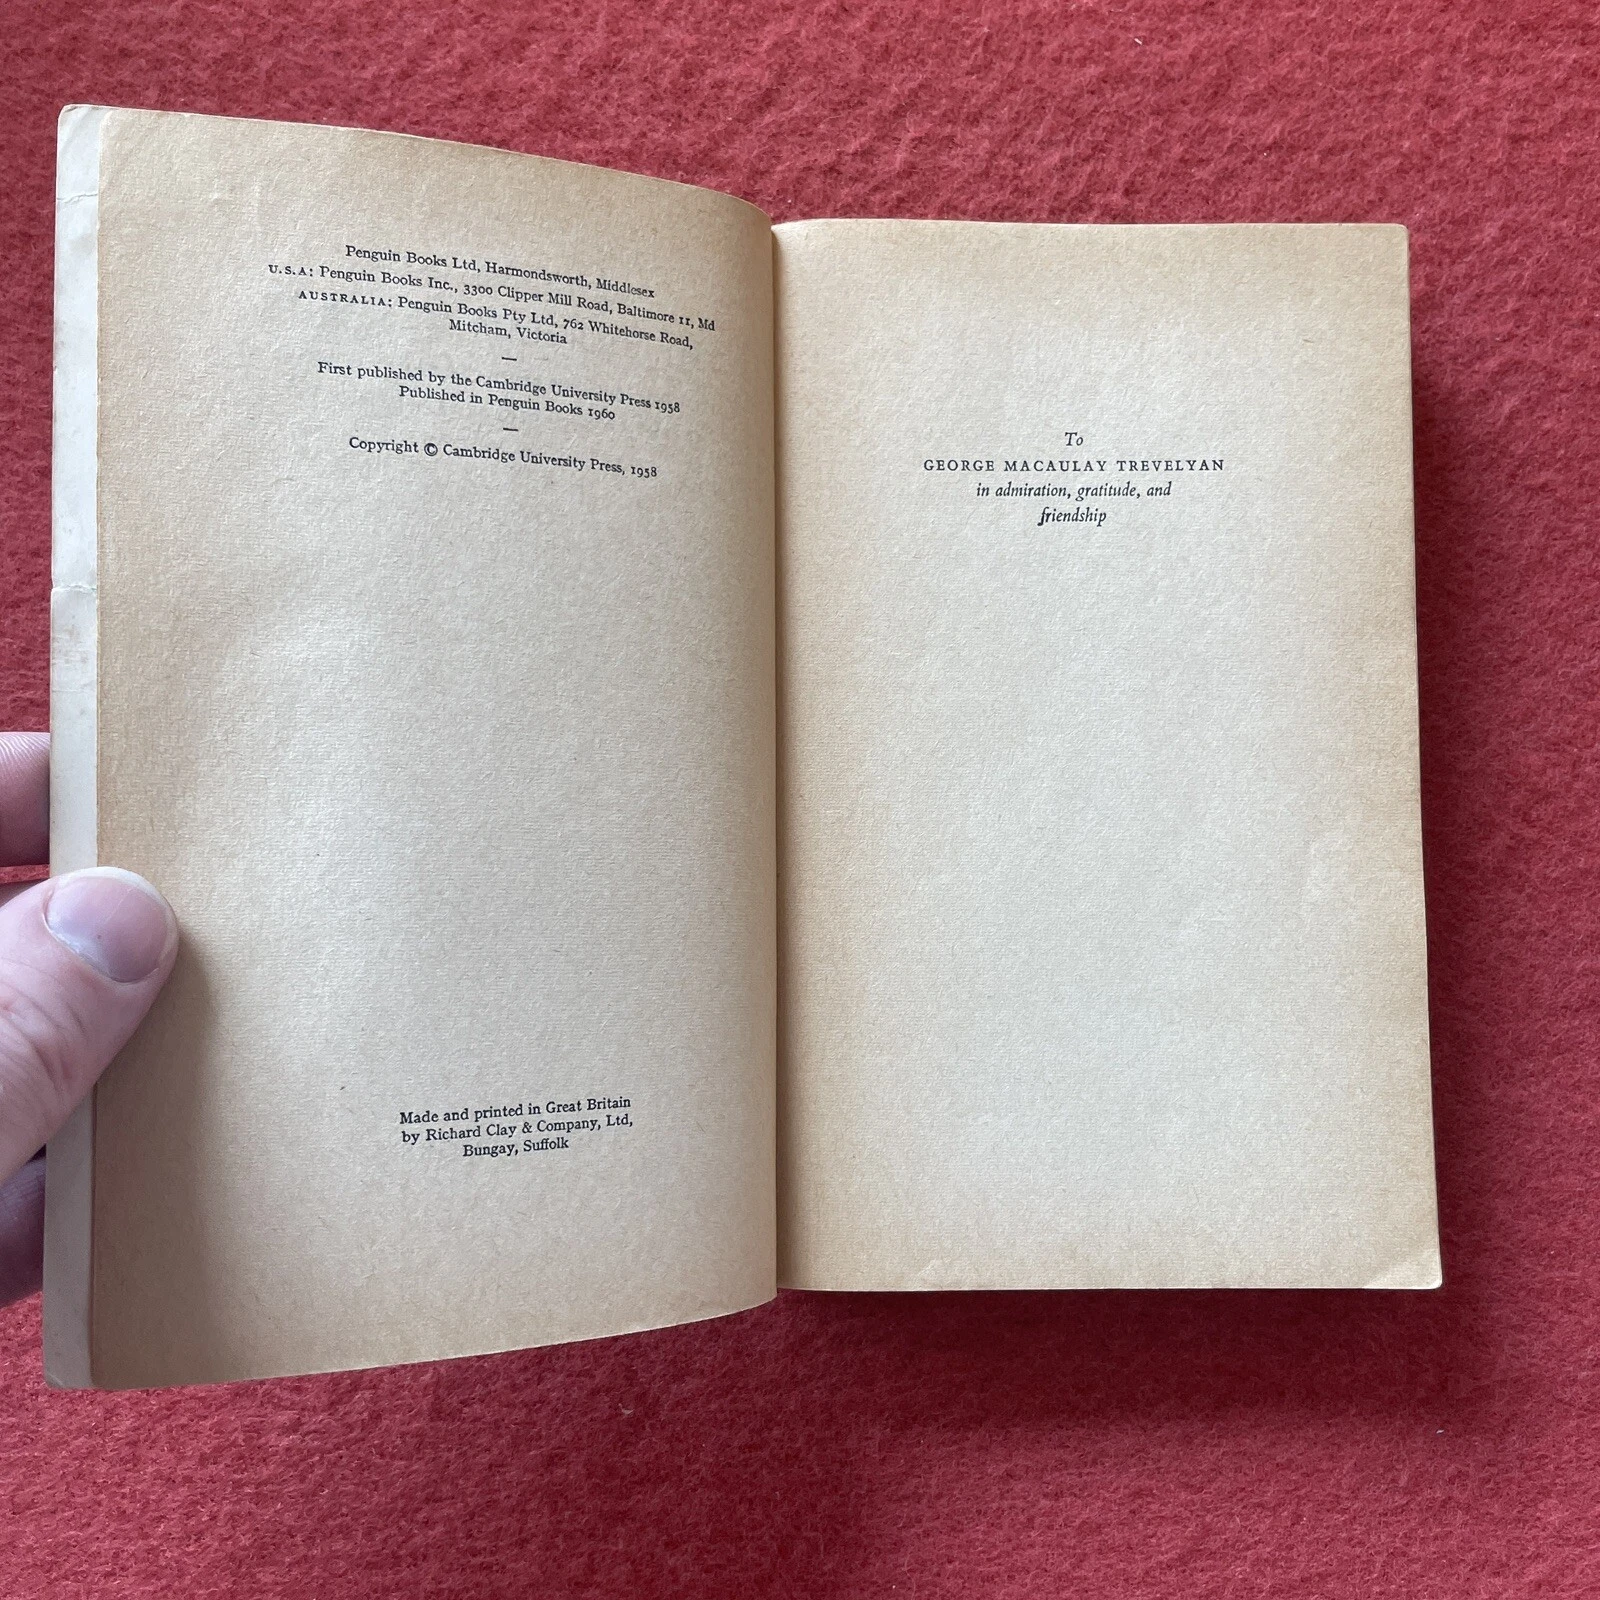 Penguin Books Ltd, Harmondsworth, Middlesex
U.S.A: Penguin Books Inc., 3300 Clipper Mill Road, Baltimore 11, Md
AUSTRALIA: Penguin Books Pty Ltd, 762 Whitehorse Road,
Mitcham, Victoria
—
First published by the Cambridge University Press 1958
Published in Penguin Books 1960
—
Copyright © Cambridge University Press, 1958
Made and printed in Great Britain
by Richard Clay & Company, Ltd,
Bungay, Suffolk
To
GEORGE MACAULAY TREVELYAN
in admiration, gratitude, and
friendship